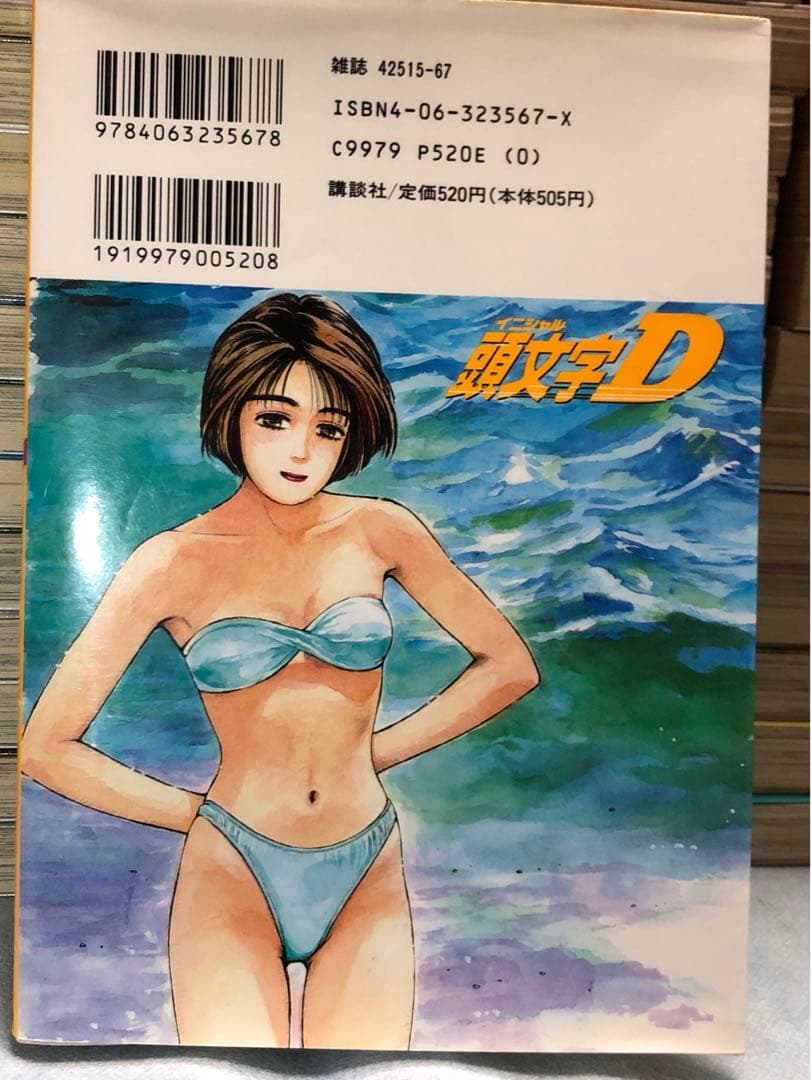 雑誌 42515-67
ISBN4-06-323567-X
C9979 P520E (0)
講談社/定価520円(本体505円)
9784063235678
1919979005208
イニシャル
頭文字D